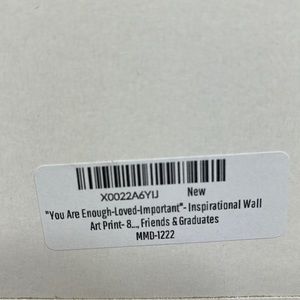 X0022A6YIJ New
"You Are Enough-Loved-Important"- Inspirational Wall
Art Print- 8..., Friends & Graduates
MMD-1222